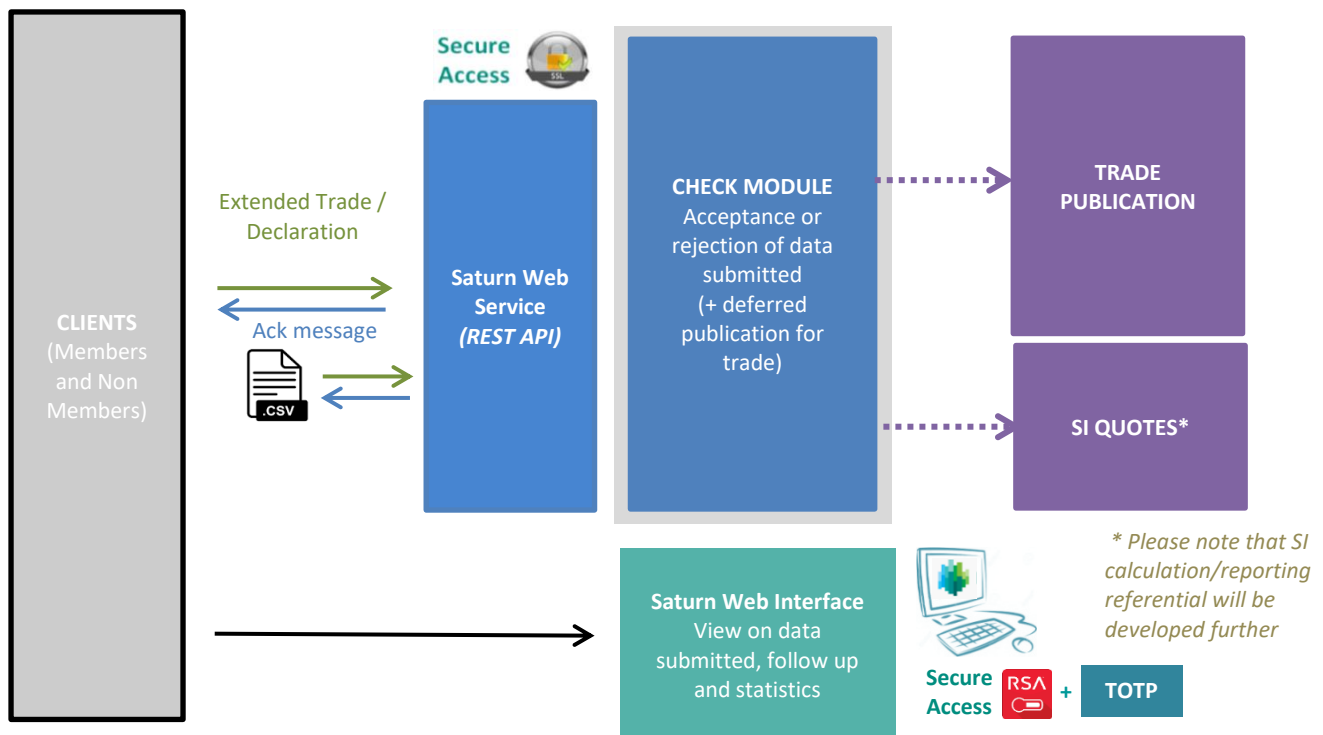 CLIENTS
(Members
and Non
Members)
Extended Trade /
Declaration
Ack message
.CSV
Secure
Access
SSL
Saturn Web
Service
(REST API)
CHECK MODULE
Acceptance or
rejection of data
submitted
(+ deferred
publication for
trade)
TRADE
PUBLICATION
SI QUOTES*
* Please note that SI
calculation/reporting
referential will be
developed further
Saturn Web Interface
View on data
submitted, follow up
and statistics
Secure
Access
RSA
+
TOTP